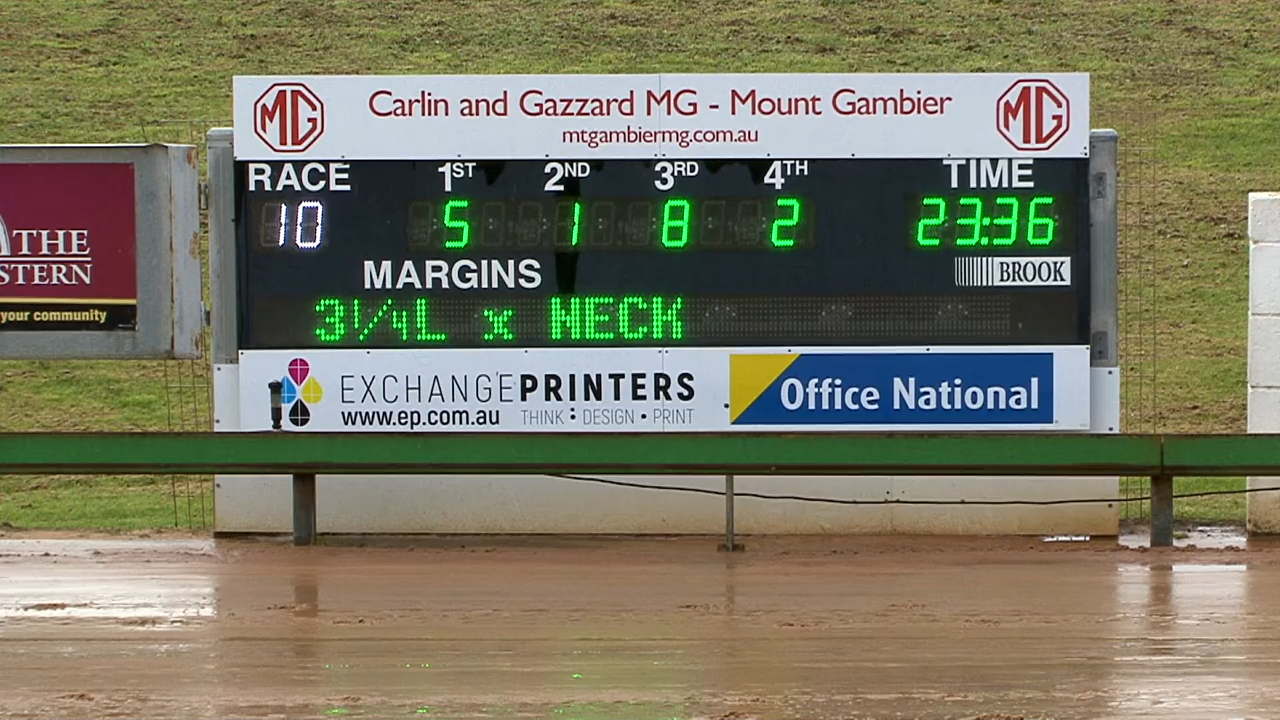 MG Carlin and Gazzard MG - Mount Gambier MG
mtgambiermg.com.au
RACE 1ST 2ND 3RD 4TH TIME
10 5 1 8 2 23:36
MARGINS BROOK
3¼L x NECK
EXCHANGEPRINTERS
www.ep.com.au THINK : DESIGN • PRINT
Office National
THE
STERN
your community